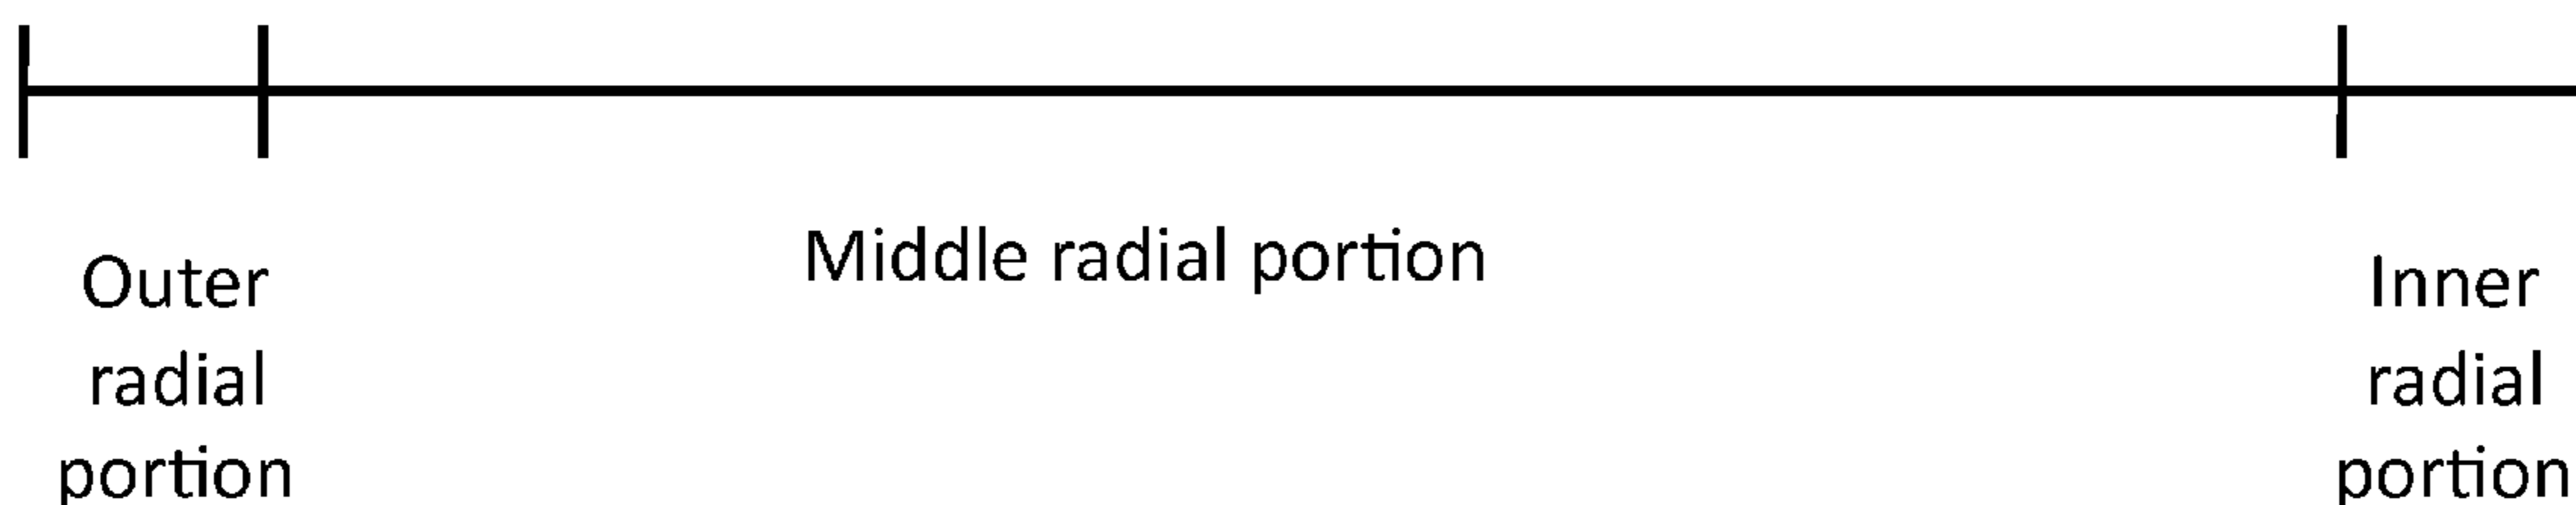 Outer
radial
portion
Middle radial portion
Inner
radial
portion